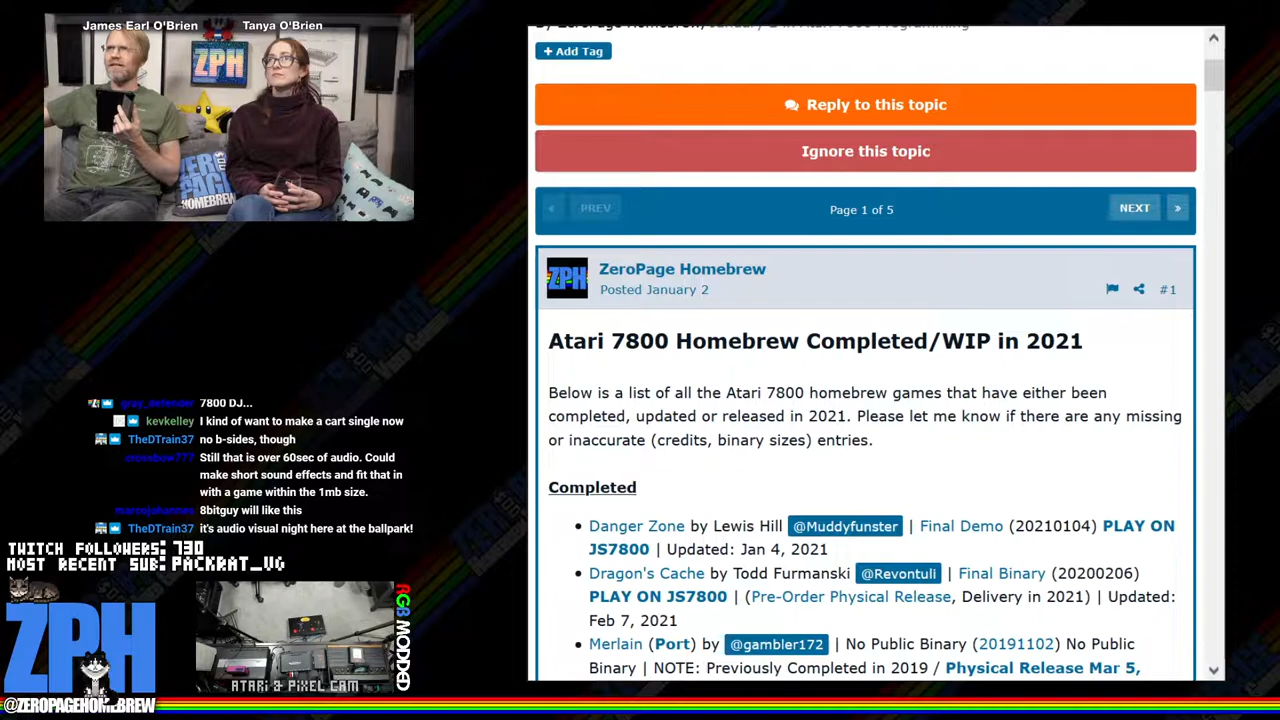 James Earl O'Brien
Tanya O'Brien
ZPH
ZERO
PAGE
HOMEBREW
+ Add Tag
Reply to this topic
Ignore this topic
« PREV
Page 1 of 5
NEXT »
ZPH
ZeroPage Homebrew
Posted January 2
#1
Atari 7800 Homebrew Completed/WIP in 2021
Below is a list of all the Atari 7800 homebrew games that have either been
completed, updated or released in 2021. Please let me know if there are any missing
or inaccurate (credits, binary sizes) entries.
Completed
• Danger Zone by Lewis Hill @Muddyfunster | Final Demo (20210104) PLAY ON
JS7800 | Updated: Jan 4, 2021
• Dragon's Cache by Todd Furmanski @Revontuli | Final Binary (20200206)
PLAY ON JS7800 | (Pre-Order Physical Release, Delivery in 2021) | Updated:
Feb 7, 2021
• Merlain (Port) by @gambler172 | No Public Binary (20191102) No Public
Binary | NOTE: Previously Completed in 2019 / Physical Release Mar 5,
gray_defender 7800 DJ...
kevkelley I kind of want to make a cart single now
TheDTrain37 no b-sides, though
crossbow777 Still that is over 60sec of audio. Could
make short sound effects and fit that in
with a game within the 1mb size.
marcojohannes 8bitguy will like this
TheDTrain37 it's audio visual night here at the ballpark!
TWITCH FOLLOWERS: 730
MOST RECENT SUB: PACKRAT_VG
ZPH
@ZEROPAGEHOMEBREW
RGB MODDED
ATARI & PIXEL CAM